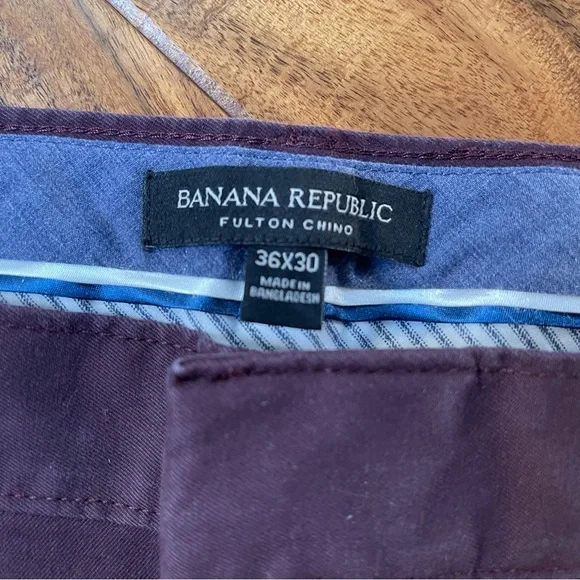 BANANA REPUBLIC
FULTON CHINO
36X30
MADE IN
BANGLADESH